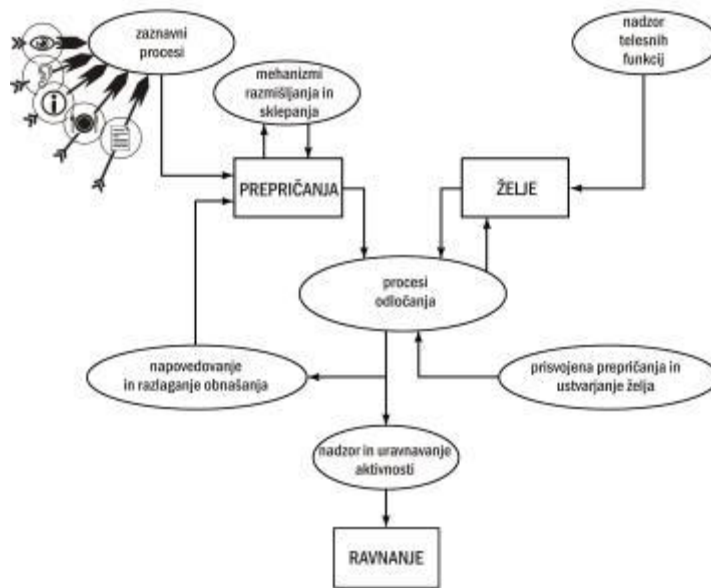 zaznavni
procesi
nadzor
telesnih
funkcij
mehanizmi
razmišljanja in
sklepanja
PREPRIČANJA
ŽELJE
procesi
odločanja
napovedovanje
in razlaganje obnašanja
prisvojena prepričanja in
ustvarjanje želja
nadzor in uravnavanje
aktivnosti
RAVNANJE